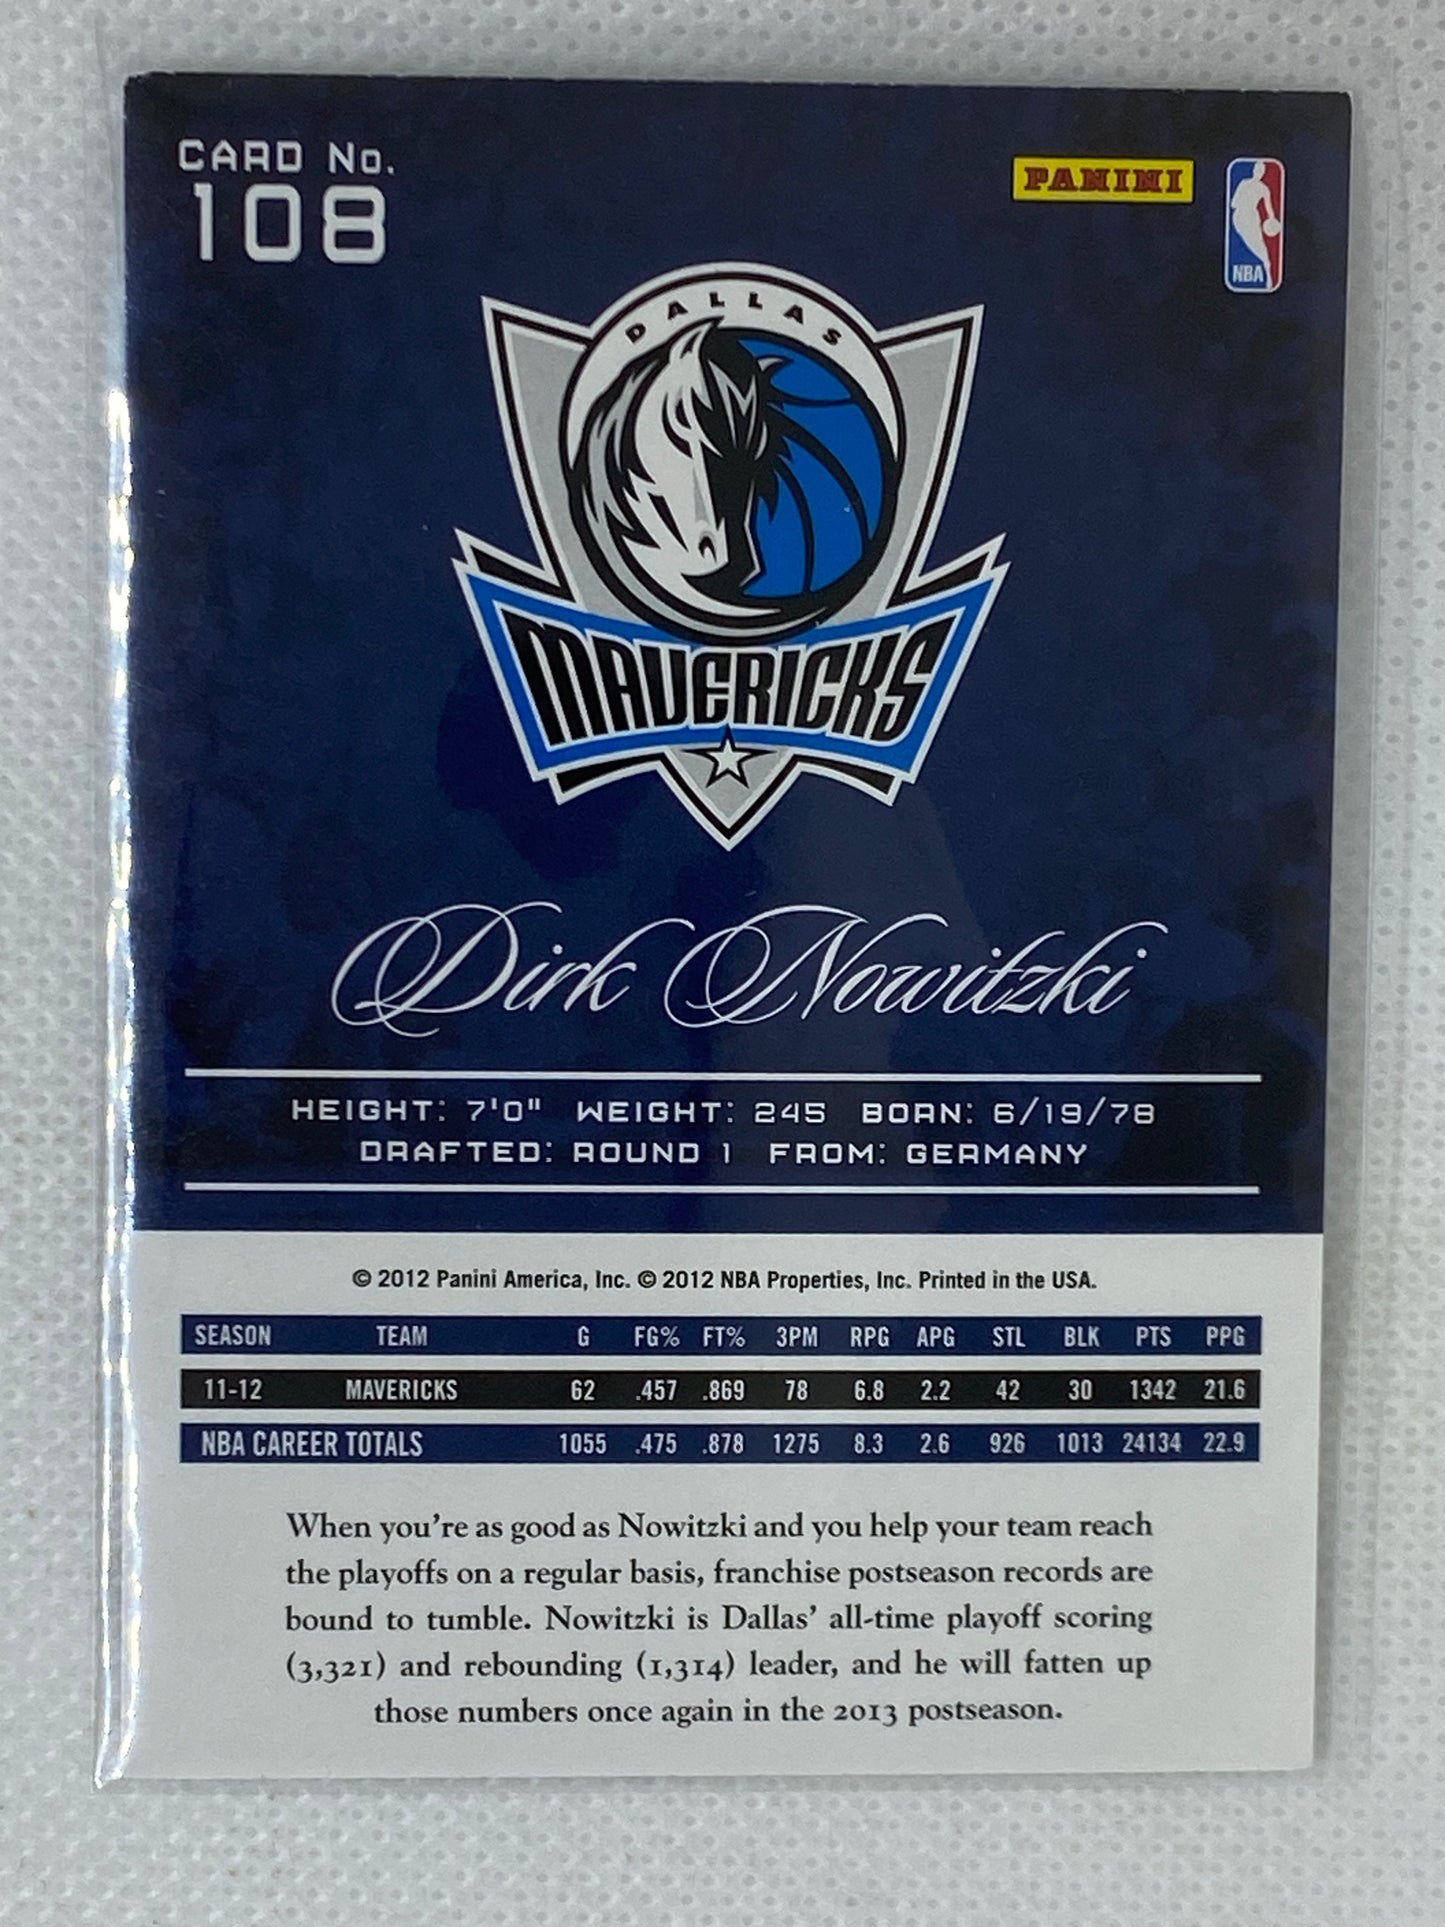 CARD No.
108
PANINI
NBA
DALLAS
MAVERICKS
Dirk Nowitzki
HEIGHT: 7'0" WEIGHT: 245 BORN: 6/19/78
DRAFTED: ROUND 1 FROM: GERMANY
© 2012 Panini America, Inc. © 2012 NBA Properties, Inc. Printed in the USA.
SEASON TEAM G FG% FT% 3PM RPG APG STL BLK PTS PPG
11-12 MAVERICKS 62 .457 .869 78 6.8 2.2 42 30 1342 21.6
NBA CAREER TOTALS 1055 .475 .878 1275 8.3 2.6 926 1013 24134 22.9
When you're as good as Nowitzki and you help your team reach
the playoffs on a regular basis, franchise postseason records are
bound to tumble. Nowitzki is Dallas' all-time playoff scoring
(3,321) and rebounding (1,314) leader, and he will fatten up
those numbers once again in the 2013 postseason.